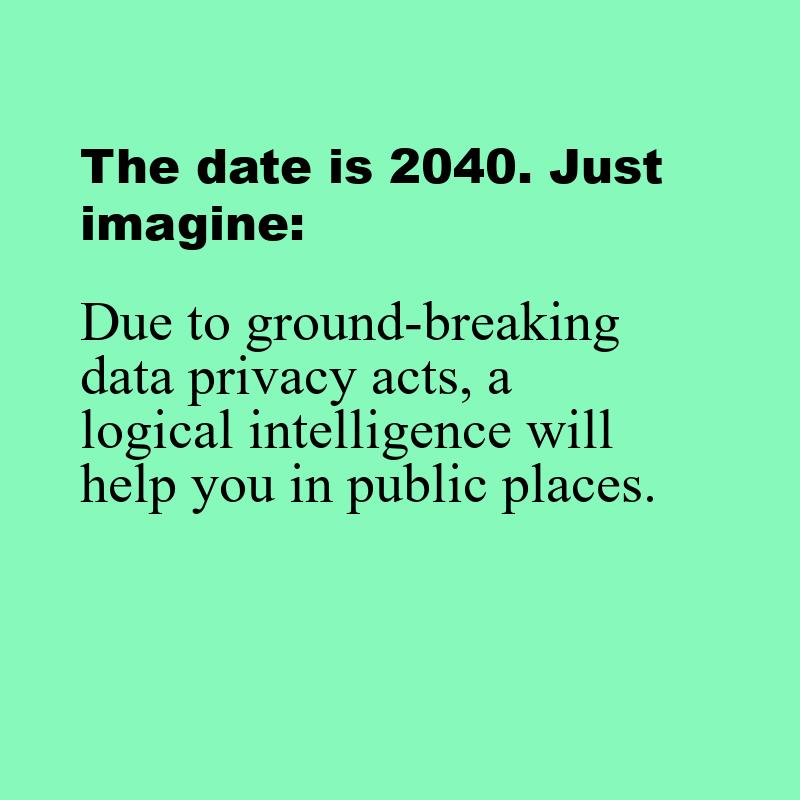 The date is 2040. Just
imagine:
Due to ground-breaking
data privacy acts, a
logical intelligence will
help you in public places.